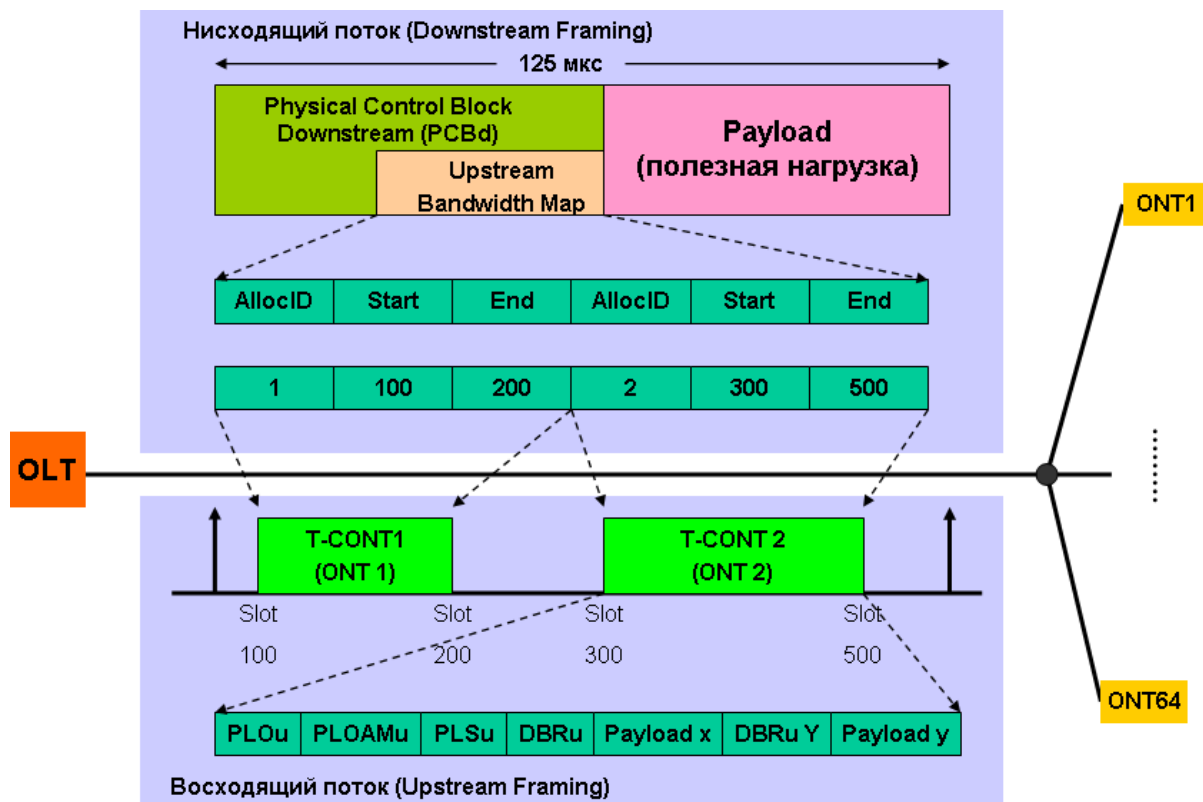 Нисходящий поток (Downstream Framing)
125 мкс
Physical Control Block
Downstream (PCBd)
Payload
(полезная нагрузка)
Upstream
Bandwidth Map
ONT1
AllocID Start End AllocID Start End
1 100 200 2 300 500
OLT
T-CONT1
(ONT 1)
T-CONT 2
(ONT 2)
Slot Slot Slot Slot
100 200 300 500
ONT64
PLOu PLOAMu PLSu DBRu Payload x DBRu Y Payload y
Восходящий поток (Upstream Framing)